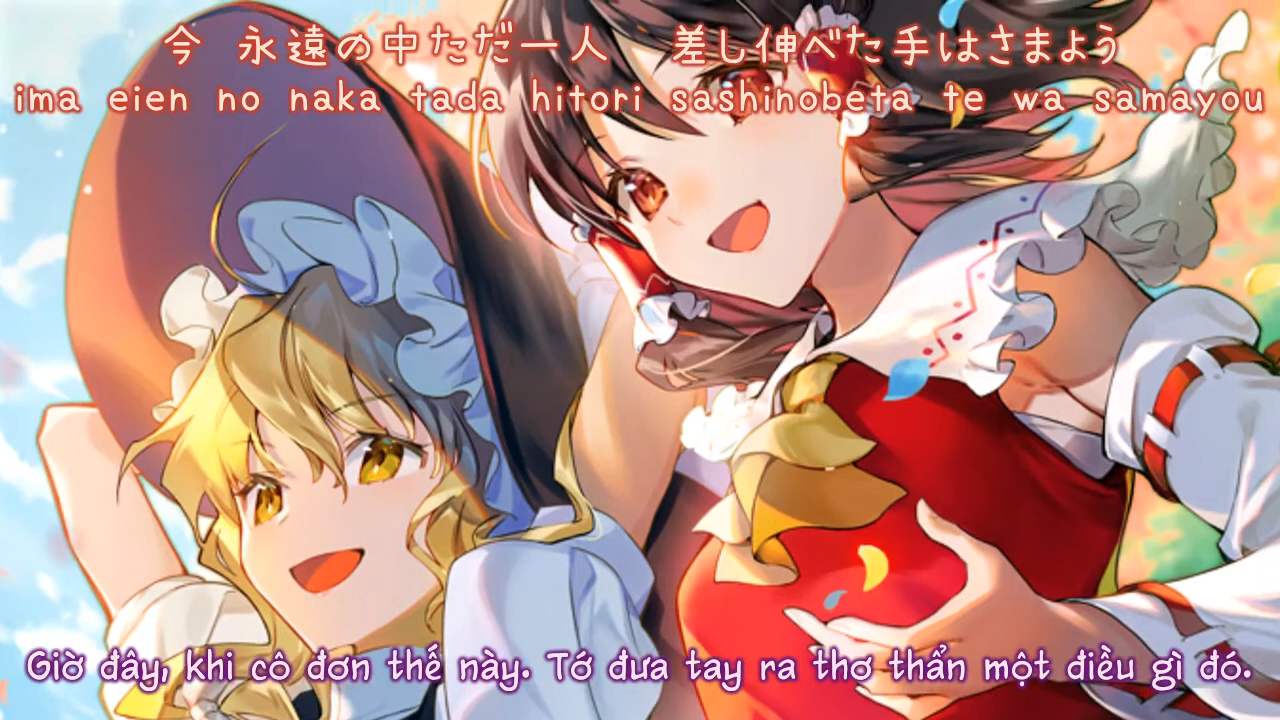 今 永遠の中ただ一人 差し伸べた手はさまよう
ima eien no naka tada hitori sashinobeta te wa samayou
Giờ đây, khi cô đơn thế này. Tớ đưa tay ra thơ thẩn một điều gì đó.